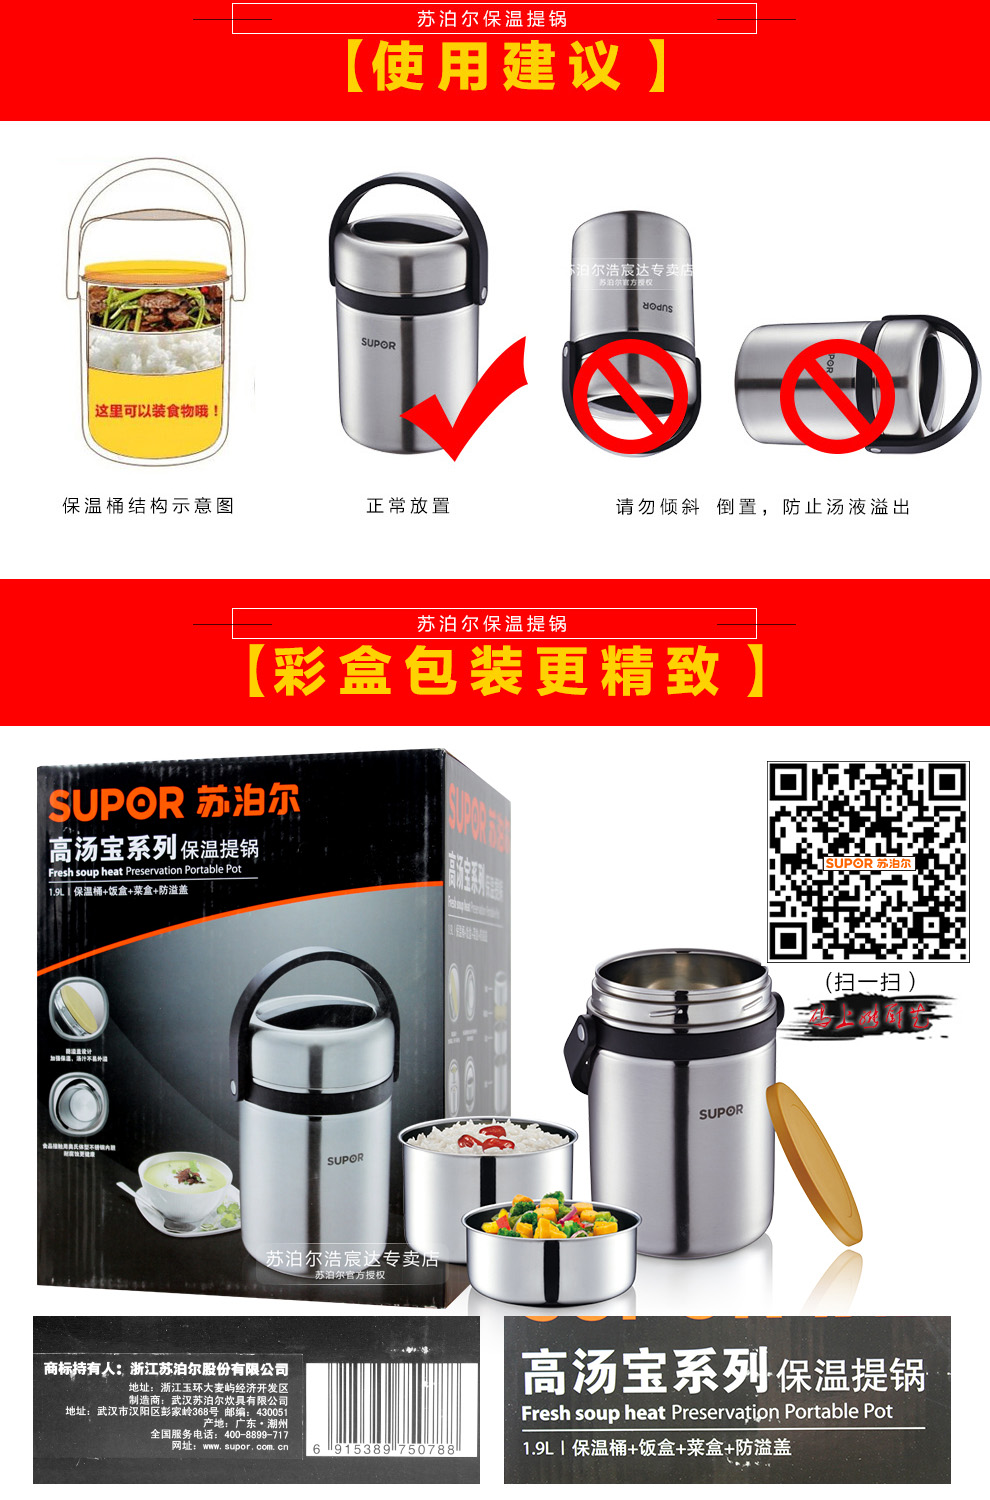 苏泊尔保温提锅
【使用建议】
苏泊尔浩宸达专卖店
苏泊尔官方授权
SUPOR
SUPOR
这里可以装食物哦！
保温桶结构示意图
正常放置
请勿倾斜 倒置，防止汤液溢出
苏泊尔保温提锅
【彩盒包装更精致】
SUPOR 苏泊尔
高汤宝系列保温提锅
Fresh soup heat Preservation Portable Pot
1.9L | 保温桶+饭盒+菜盒+防溢盖
SUPOR 苏泊尔
(扫一扫)
SUPOR
SUPOR
苏泊尔浩宸达专卖店
苏泊尔官方授权
商标持有人：浙江苏泊尔股份有限公司
地址：浙江玉环大麦屿经济开发区
制造商：武汉苏泊尔炊具有限公司
地址：武汉市汉阳区彭家岭368号 邮编：430051
产地：广东·潮州
全国服务电话：400-8899-717
网址：www.supor.com.cn
6 915389 750788
高汤宝系列保温提锅
Fresh soup heat Preservation Portable Pot
1.9L | 保温桶+饭盒+菜盒+防溢盖